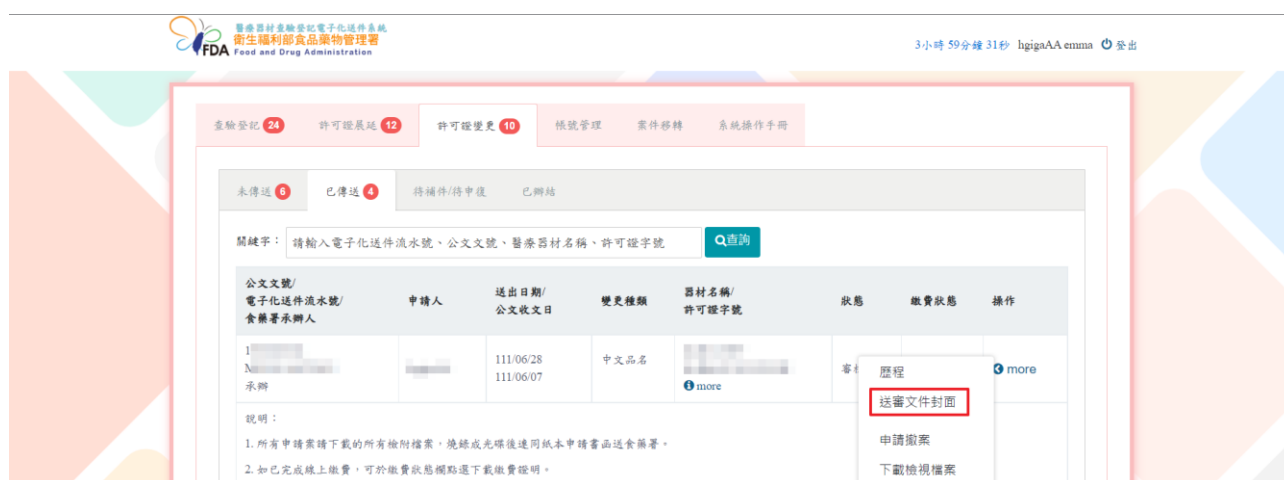 醫療器材查驗登記電子化送件系統
衛生福利部食品藥物管理署
FDA Food and Drug Administration
3小時 59分鐘 31秒 hgigaAA emma 登出
查驗登記 24 許可證展延 12 許可證變更 10 帳號管理 案件移轉 系統操作手冊
未傳送 6 已傳送 4 待補件/待申復 已辦結
關鍵字： 請輸入電子化送件流水號、公文文號、醫療器材名稱、許可證字號 查詢
公文文號/
電子化送件流水號/
食藥署承辦人
申請人
送出日期/
公文收文日
變更種類
器材名稱/
許可證字號
狀態
繳費狀態
操作
1
承辦
111/06/28
111/06/07
中文品名
more
more
歷程
送審文件封面
申請撤案
下載檢視檔案
說明：
1. 所有申請案請下載的所有檢附檔案，燒錄成光碟後連同紙本申請書函送食藥署。
2. 如已完成線上繳費，可於繳費狀態欄點選下載繳費證明。